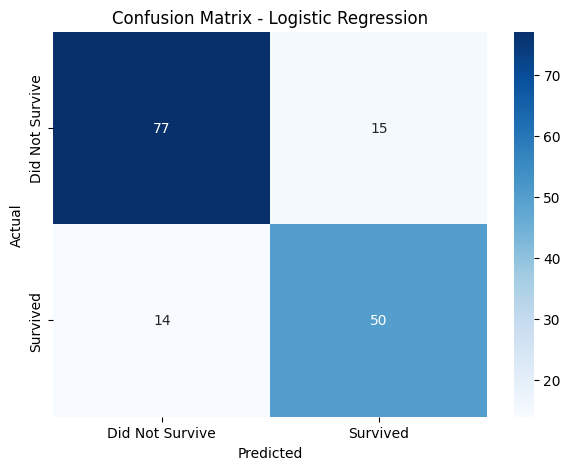 Confusion Matrix - Logistic Regression
Actual
Did Not Survive
77
15
Survived
14
50
Did Not Survive
Survived
Predicted
70
60
50
40
30
20